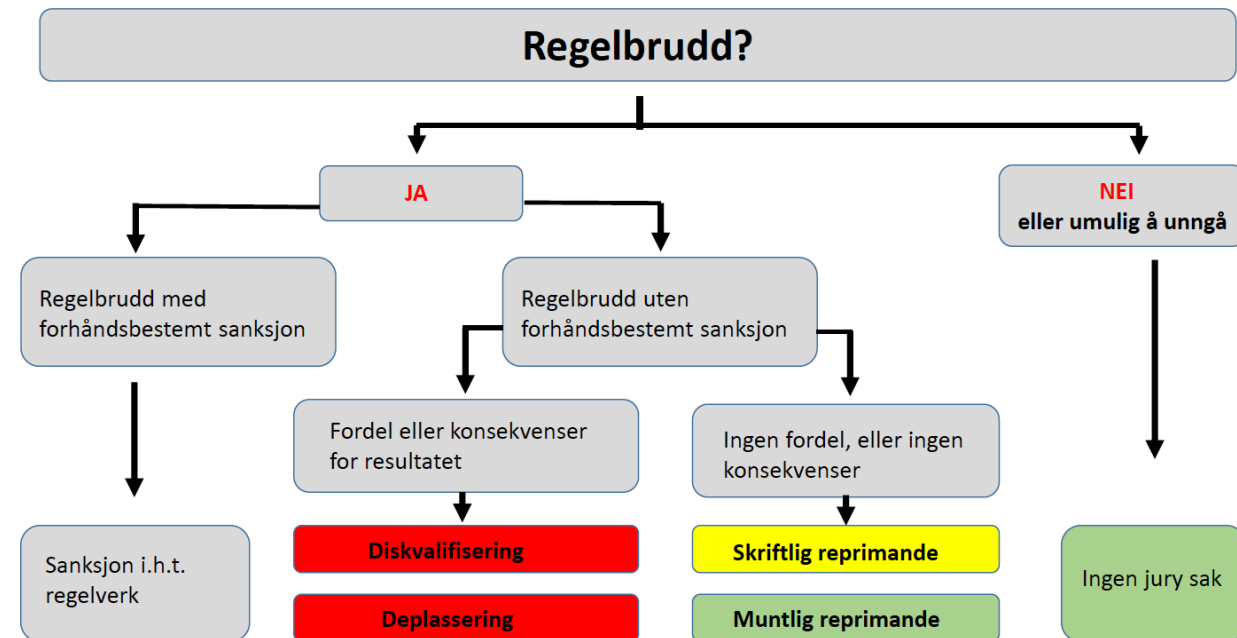 Regelbrudd?
JA
NEI
eller umulig å unngå
Regelbrudd med
forhåndsbestemt sanksjon
Regelbrudd uten
forhåndsbestemt sanksjon
Fordel eller konsekvenser
for resultatet
Ingen fordel, eller ingen
konsekvenser
Sanksjon i.h.t.
regelverk
Diskvalifisering
Deplassering
Skriftlig reprimande
Muntlig reprimande
Ingen jury sak